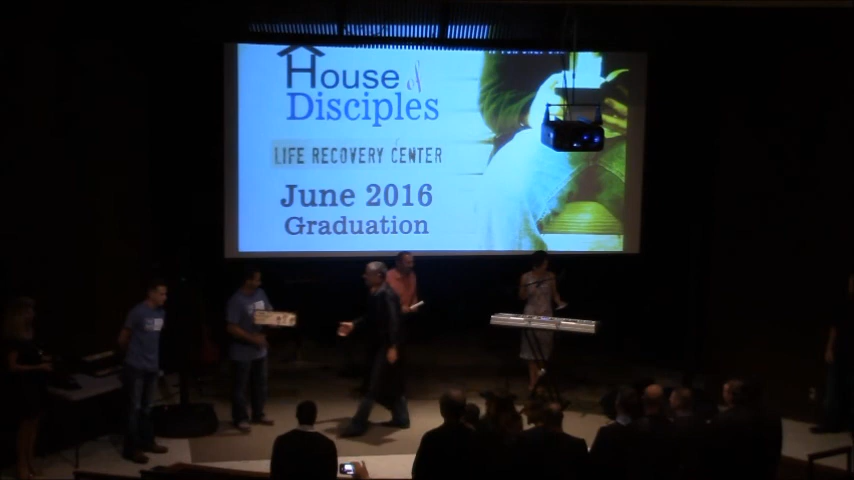 House of
Disciples
LIFE RECOVERY CENTER
June 2016
Graduation